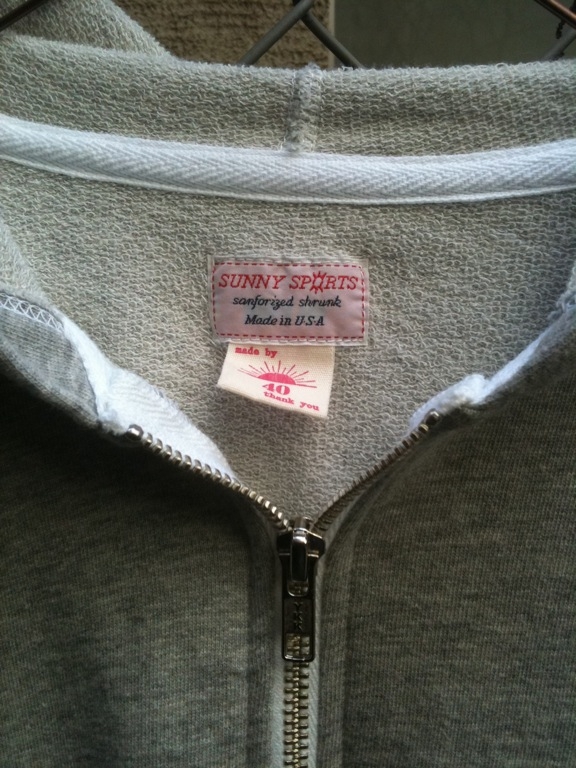 SUNNY SPORTS
sanforized shrunk
Made in U·S·A
made by
40
thank you